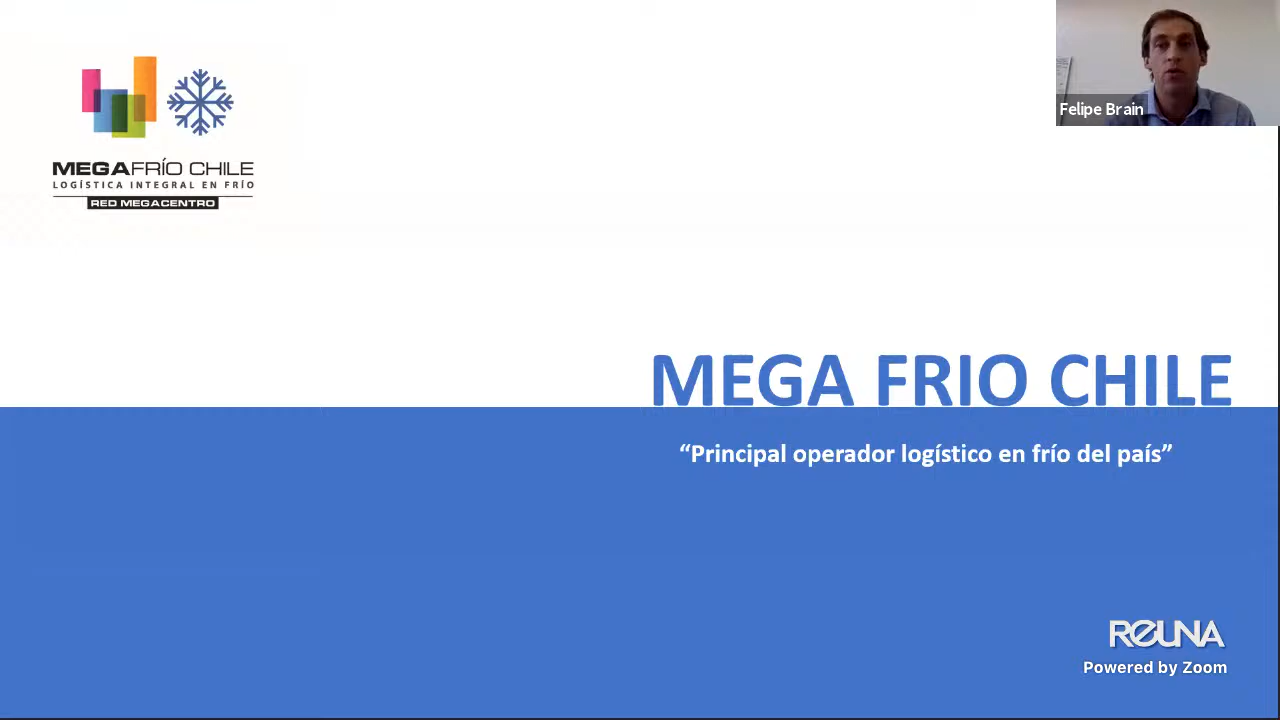 Felipe Brain
MEGAFRÍO CHILE
LOGÍSTICA INTEGRAL EN FRÍO
RED MEGACENTRO
MEGA FRIO CHILE
“Principal operador logístico en frío del país”
REUNA
Powered by Zoom